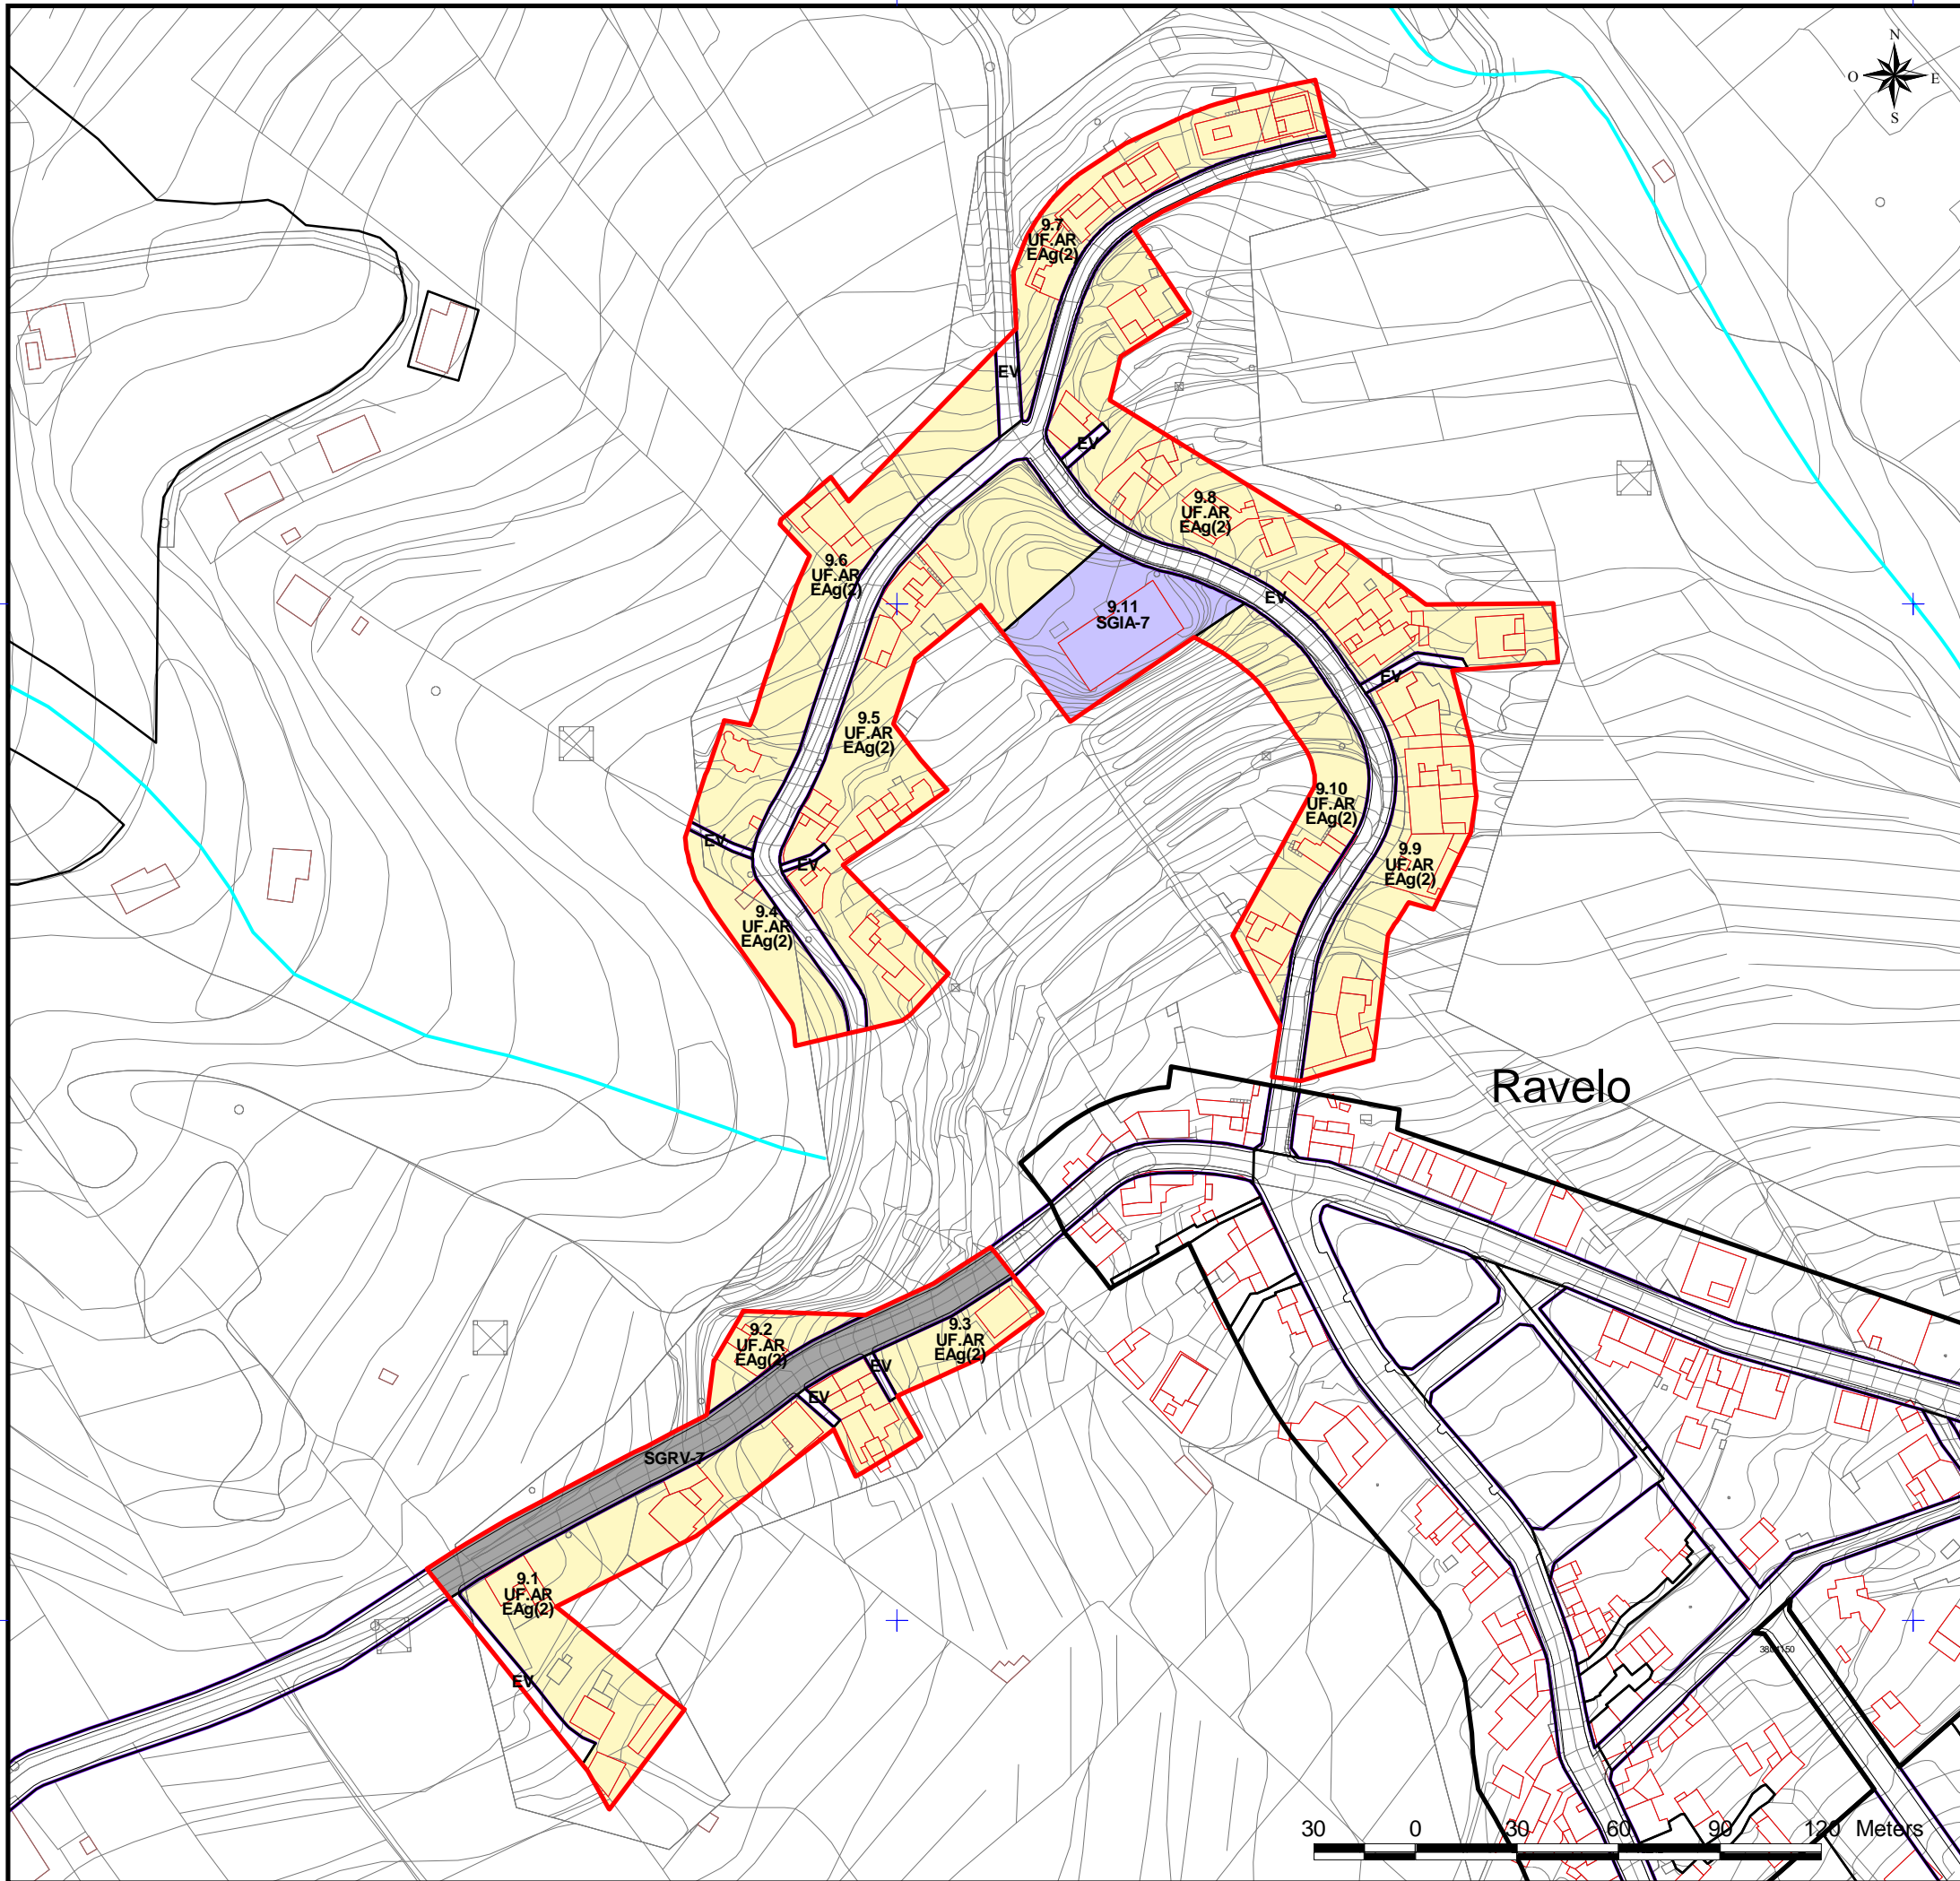 N
O E
S
9.7
UF.AR
EAg(2)
EV
EV
9.8
UF.AR
EAg(2)
9.6
UF.AR
EAg(2)
EV
9.11
SGIA-7
EV
9.5
UF.AR
EAg(2)
9.10
UF.AR
EAg(2)
EV
EV
9.9
UF.AR
EAg(2)
9.4
UF.AR
EAg(2)
Ravelo
9.2
UF.AR
EAg(2)
9.3
UF.AR
EAg(2)
EV
EV
SGRV-7
9.1
UF.AR
EAg(2)
EV
30 0 30 60 90 120 Meters